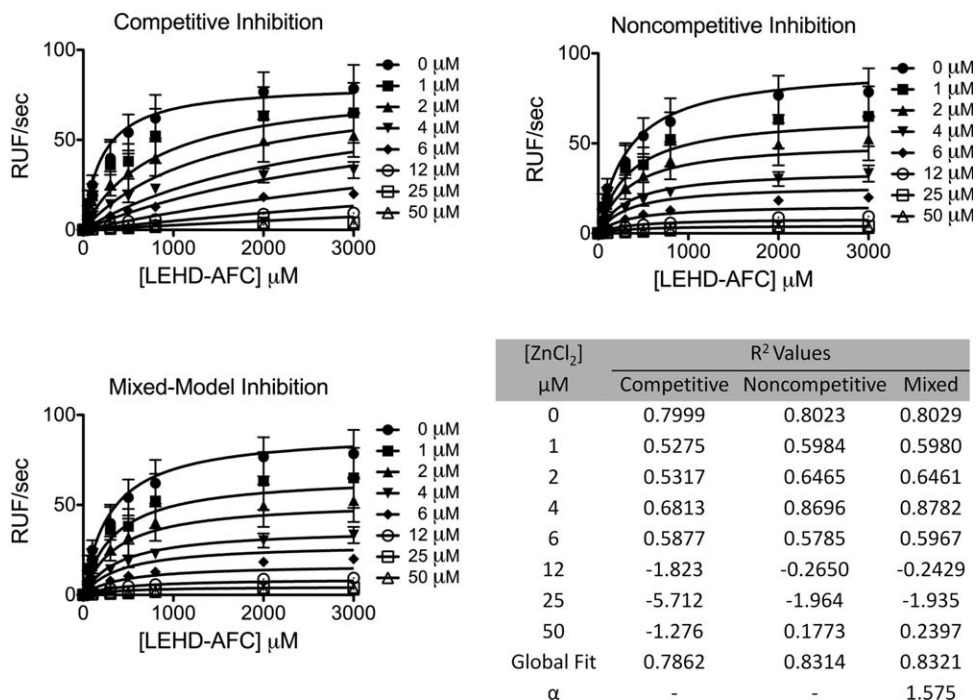 Competitive Inhibition
100
50
0
RUF/sec
0 1000 2000 3000
[LEHD-AFC] μM
0 μM
1 μM
2 μM
4 μM
6 μM
12 μM
25 μM
50 μM
Noncompetitive Inhibition
100
50
0
RUF/sec
0 1000 2000 3000
[LEHD-AFC] μM
0 μM
1 μM
2 μM
4 μM
6 μM
12 μM
25 μM
50 μM
Mixed-Model Inhibition
100
50
0
RUF/sec
0 1000 2000 3000
[LEHD-AFC] μM
0 μM
1 μM
2 μM
4 μM
6 μM
12 μM
25 μM
50 μM
[ZnCl₂] R² Values
μM Competitive Noncompetitive Mixed
0 0.7999 0.8023 0.8029
1 0.5275 0.5984 0.5980
2 0.5317 0.6465 0.6461
4 0.6813 0.8696 0.8782
6 0.5877 0.5785 0.5967
12 -1.823 -0.2650 -0.2429
25 -5.712 -1.964 -1.935
50 -1.276 0.1773 0.2397
Global Fit 0.7862 0.8314 0.8321
α - - 1.575